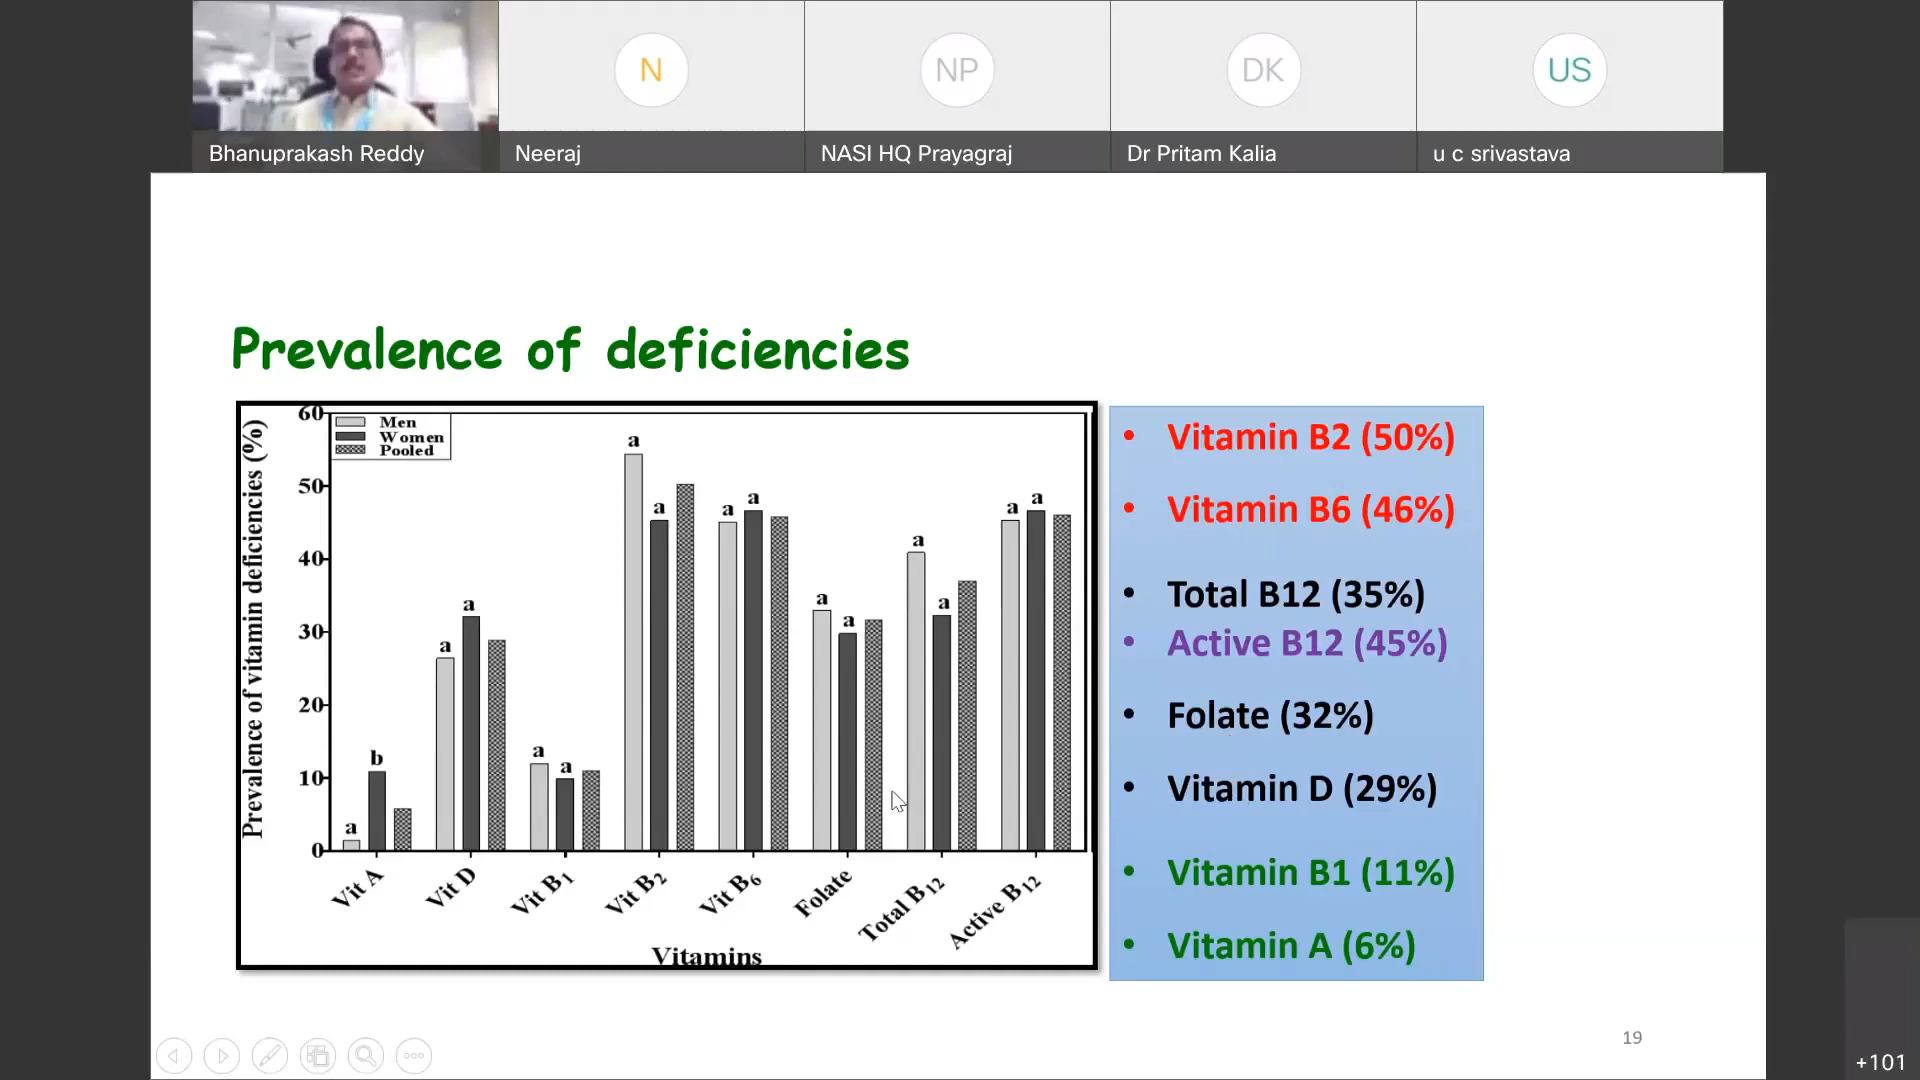 N
NP
DK
US
Bhanuprakash Reddy
Neeraj
NASI HQ Prayagraj
Dr Pritam Kalia
u c srivastava
Prevalence of deficiencies
Prevalence of vitamin deficiencies (%)
60
50
40
30
20
10
0
Men
Women
Pooled
a
b
a
a
a
a
a
a
a
a
a
a
a
a
a
a
Vit A
Vit D
Vit B1
Vit B2
Vit B6
Folate
Total B12
Active B12
Vitamins
• Vitamin B2 (50%)
• Vitamin B6 (46%)
• Total B12 (35%)
• Active B12 (45%)
• Folate (32%)
• Vitamin D (29%)
• Vitamin B1 (11%)
• Vitamin A (6%)
19
+101